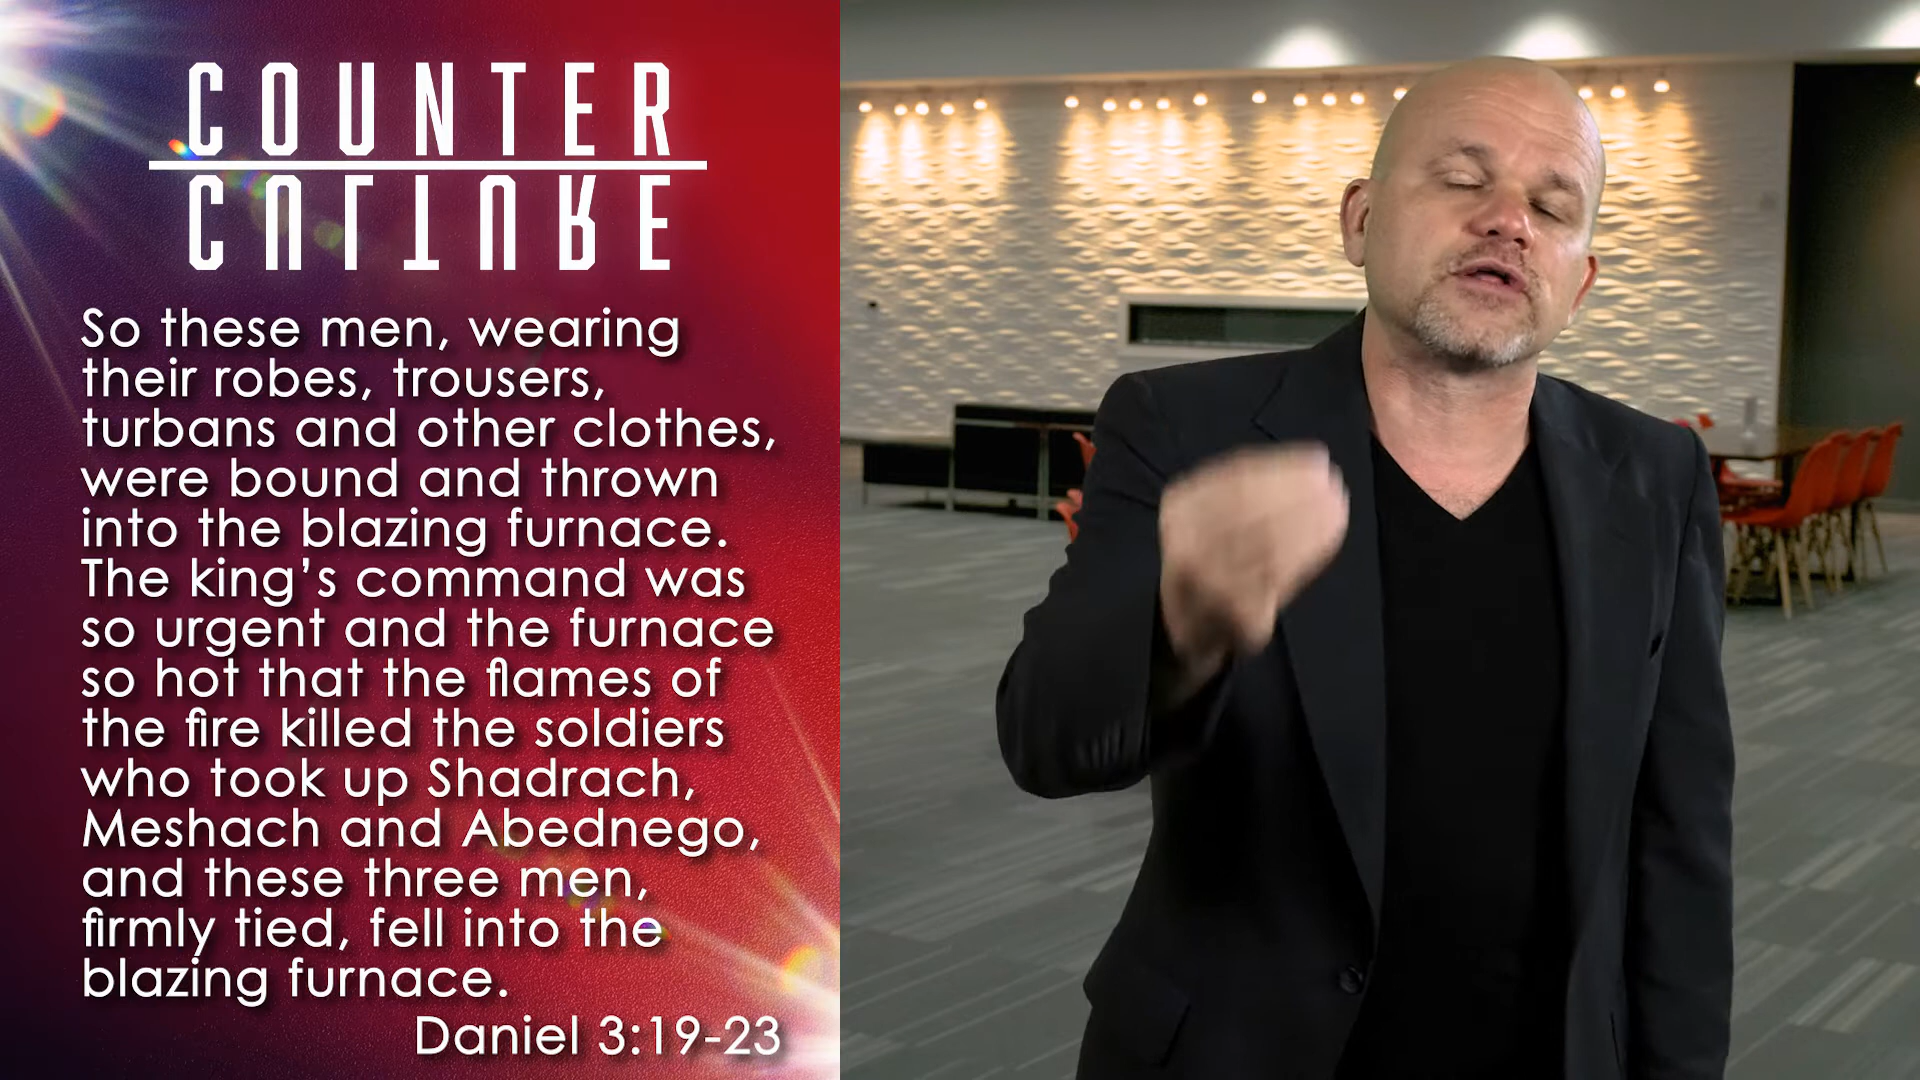 COUNTER
CULTURE
So these men, wearing
their robes, trousers,
turbans and other clothes,
were bound and thrown
into the blazing furnace.
The king’s command was
so urgent and the furnace
so hot that the flames of
the fire killed the soldiers
who took up Shadrach,
Meshach and Abednego,
and these three men,
firmly tied, fell into the
blazing furnace.
Daniel 3:19-23